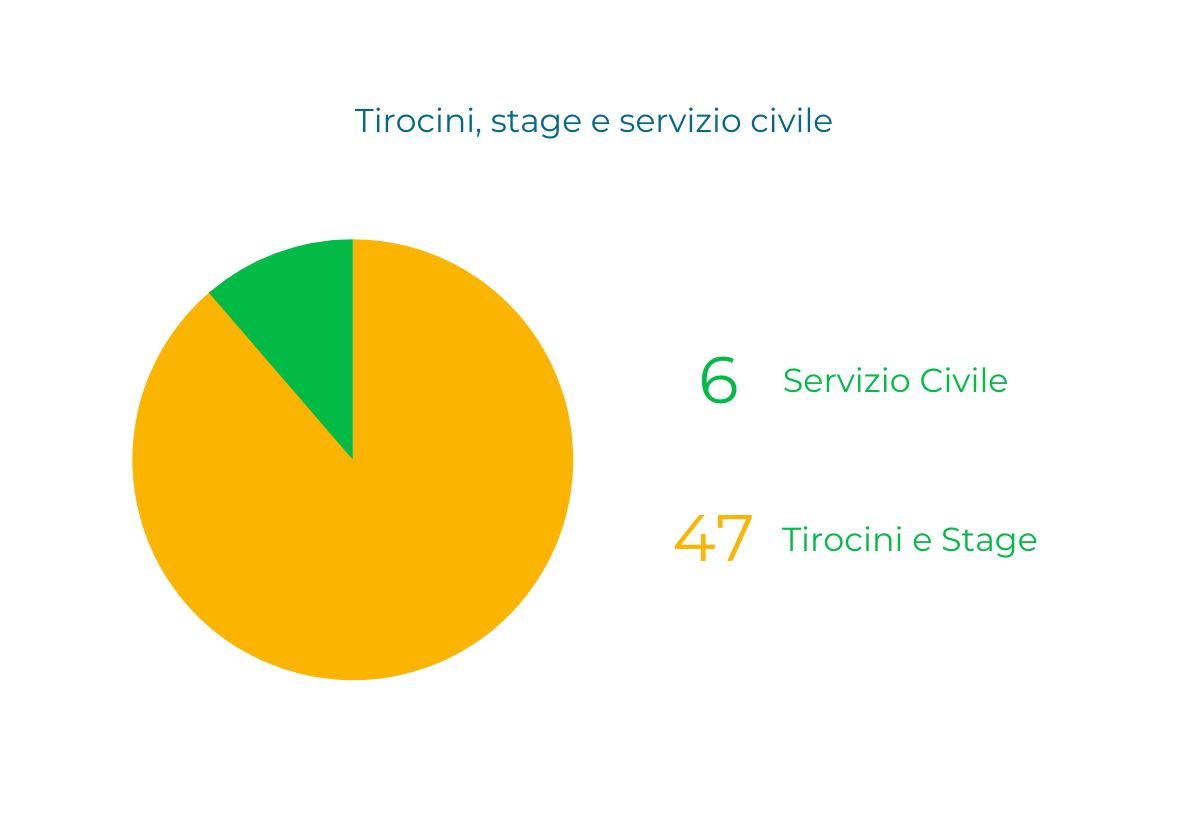 Tirocini, stage e servizio civile
6 Servizio Civile
47 Tirocini e Stage